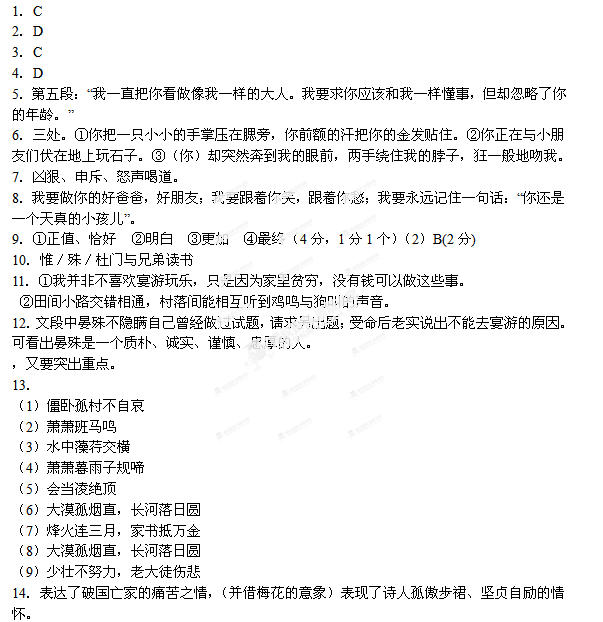 1. C
2. D
3. C
4. D
5. 第五段：“我一直把你看做像我一样的大人。我要求你应该和我一样懂事，但却忽略了你
的年龄。”
6. 三处。①你把一只小小的手掌压在腮旁，你前额的汗把你的金发贴住。②你正在与小朋
友们伏在地上玩石子。③（你）却突然奔到我的眼前，两手绕住我的脖子，狂一般地吻我。
7. 凶狠、申斥、怒声喝道。
8. 我要做你的好爸爸，好朋友；我要跟着你笑，跟着你愁；我要永远记住一句话：“你还是
一个天真的小孩儿”。
9. ①正值、恰好 ②明白 ③更加 ④最终（4分，1分1个）（2）B(2分)
10. 惟／殊／杜门与兄弟读书
11. ①我并非不喜欢宴游玩乐，只是因为家里贫穷，没有钱可以做这些事。
②田间小路交错相通，村落间能相互听到鸡鸣与狗叫的声音。
12. 文段中晏殊不隐瞒自己曾经做过试题，请求另出题；受命后老实说出不能去宴游的原因。
可看出晏殊是一个质朴、诚实、谨慎、忠厚的人。
，又要突出重点。
13.
（1）僵卧孤村不自哀
（2）萧萧班马鸣
（3）水中藻荇交横
（4）萧萧暮雨子规啼
（5）会当凌绝顶
（6）大漠孤烟直，长河落日圆
（7）烽火连三月，家书抵万金
（8）大漠孤烟直，长河落日圆
（9）少壮不努力，老大徒伤悲
14. 表达了破国亡家的痛苦之情，（并借梅花的意象）表现了诗人孤傲步裙、坚贞自励的情
怀。